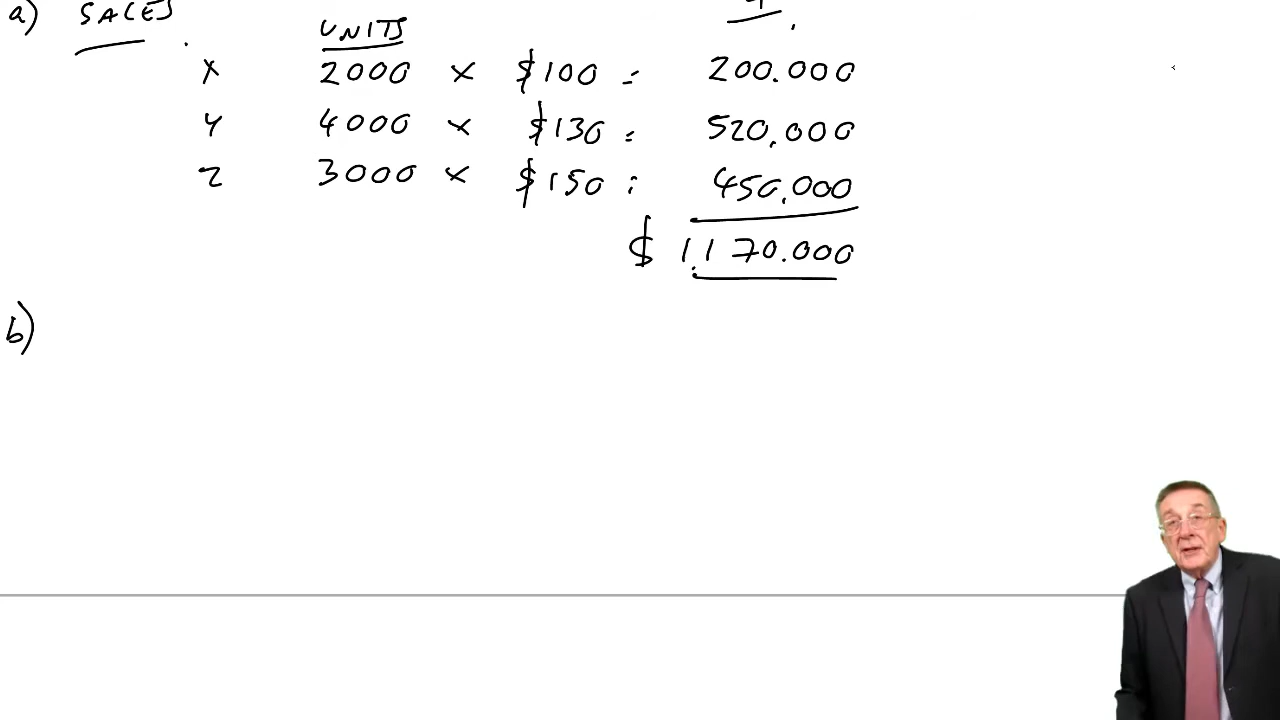 a) SALES
UNITS
X 2000 × $100 = 200.000
Y 4000 × $130 = 520,000
Z 3000 × $150 : 450,000
$ 1,170.000
b)